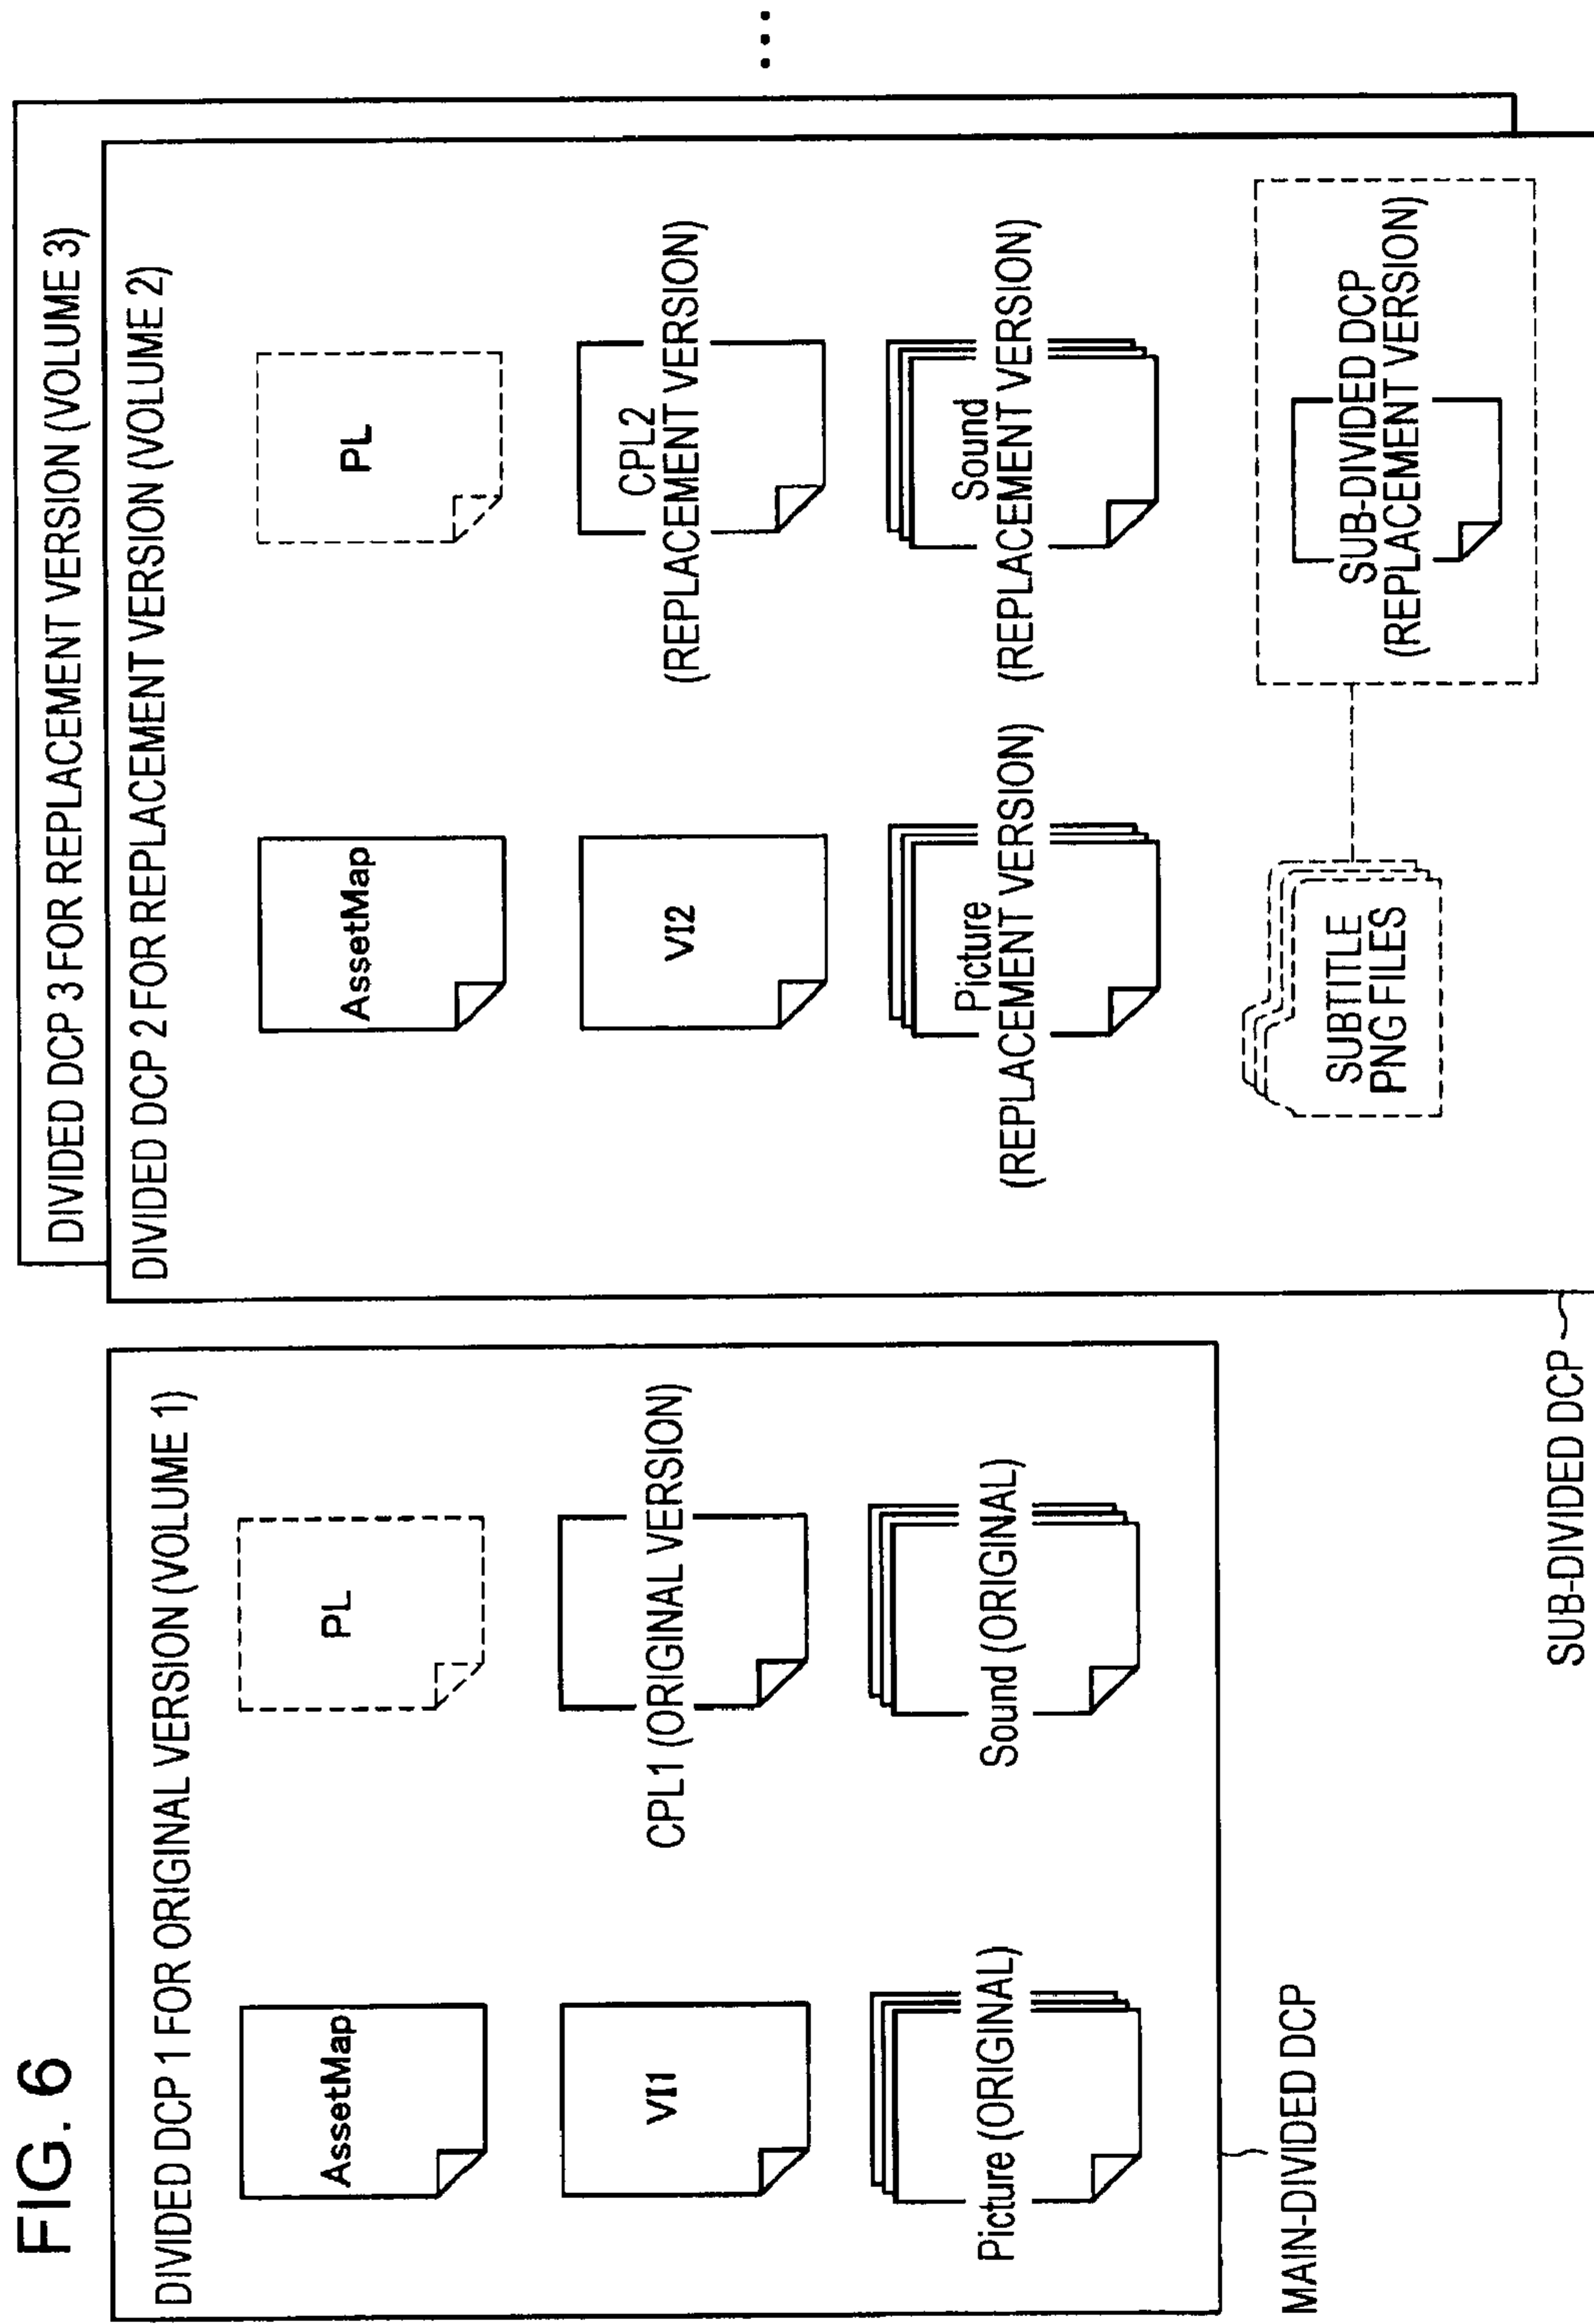 FIG. 6
DIVIDED DCP 1 FOR ORIGINAL VERSION (VOLUME 1)
AssetMap
PL
VI1
CPL1 (ORIGINAL VERSION)
Picture (ORIGINAL)
Sound (ORIGINAL)
MAIN-DIVIDED DCP
DIVIDED DCP 3 FOR REPLACEMENT VERSION (VOLUME 3)
DIVIDED DCP 2 FOR REPLACEMENT VERSION (VOLUME 2)
AssetMap
PL
VI2
CPL2
(REPLACEMENT VERSION)
Picture
(REPLACEMENT VERSION)
Sound
(REPLACEMENT VERSION)
SUBTITLE
PNG FILES
SUB-DIVIDED DCP
(REPLACEMENT VERSION)
SUB-DIVIDED DCP
...